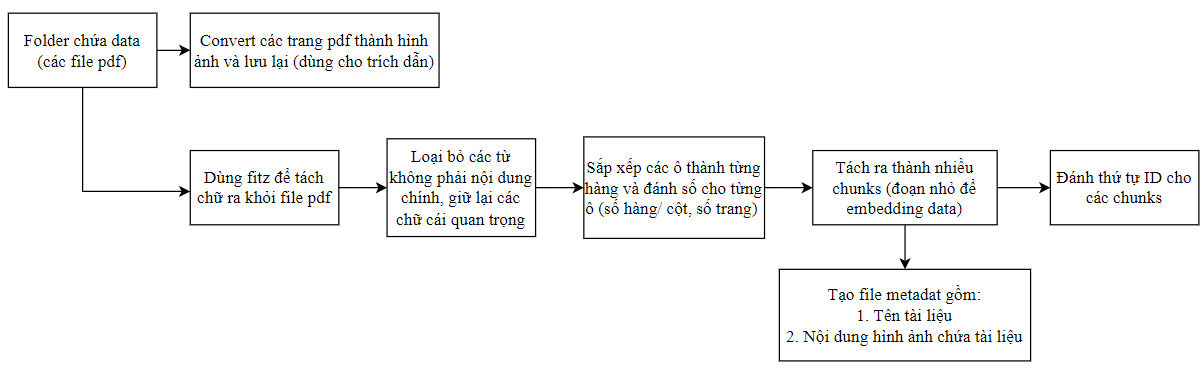 Folder chứa data
(các file pdf)
Convert các trang pdf thành hình
ảnh và lưu lại (dùng cho trích dẫn)
Dùng fitz để tách
chữ ra khỏi file pdf
Loại bỏ các từ
không phải nội dung
chính, giữ lại các
chữ cái quan trọng
Sắp xếp các ô thành từng
hàng và đánh số cho từng
ô (số hàng/ cột, số trang)
Tách ra thành nhiều
chunks (đoạn nhỏ để
embedding data)
Đánh thứ tự ID cho
các chunks
Tạo file metadat gồm:
1. Tên tài liệu
2. Nội dung hình ảnh chứa tài liệu